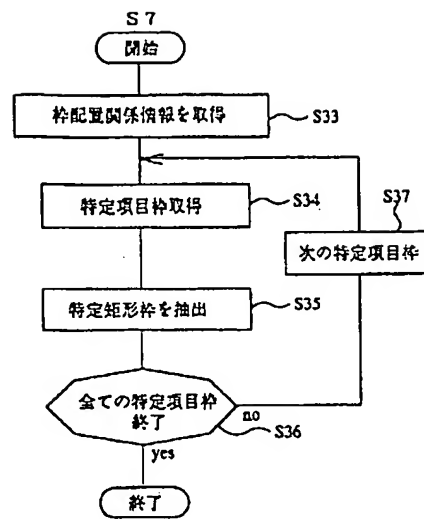 S7
開始
枠配置関係情報を取得
S33
特定項目枠取得
S34
S37
次の特定項目枠
特定矩形枠を抽出
S35
全ての特定項目枠
終了
no
S36
yes
終了